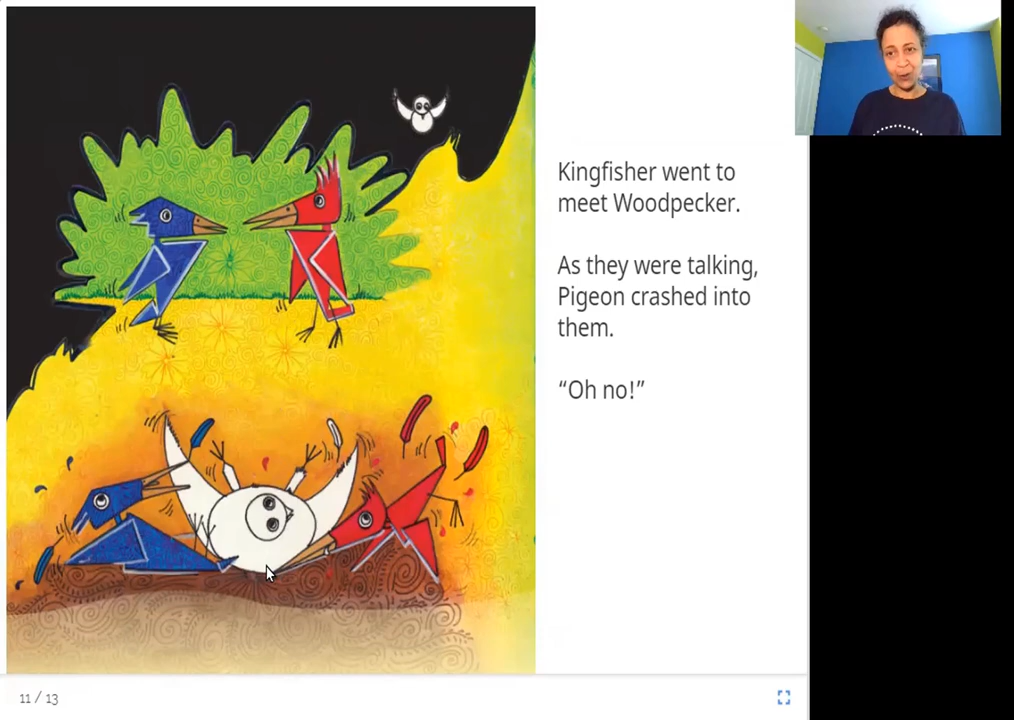 Kingfisher went to
meet Woodpecker.
As they were talking,
Pigeon crashed into
them.
“Oh no!”
11 / 13